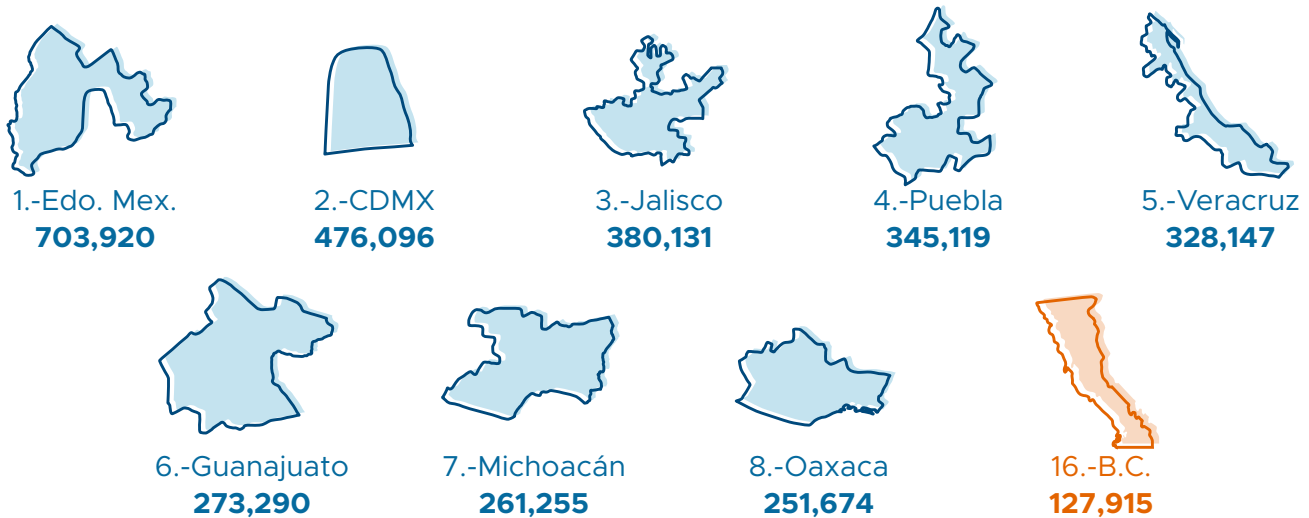 1.-Edo. Mex.
703,920
2.-CDMX
476,096
3.-Jalisco
380,131
4.-Puebla
345,119
5.-Veracruz
328,147
6.-Guanajuato
273,290
7.-Michoacán
261,255
8.-Oaxaca
251,674
16.-B.C.
127,915